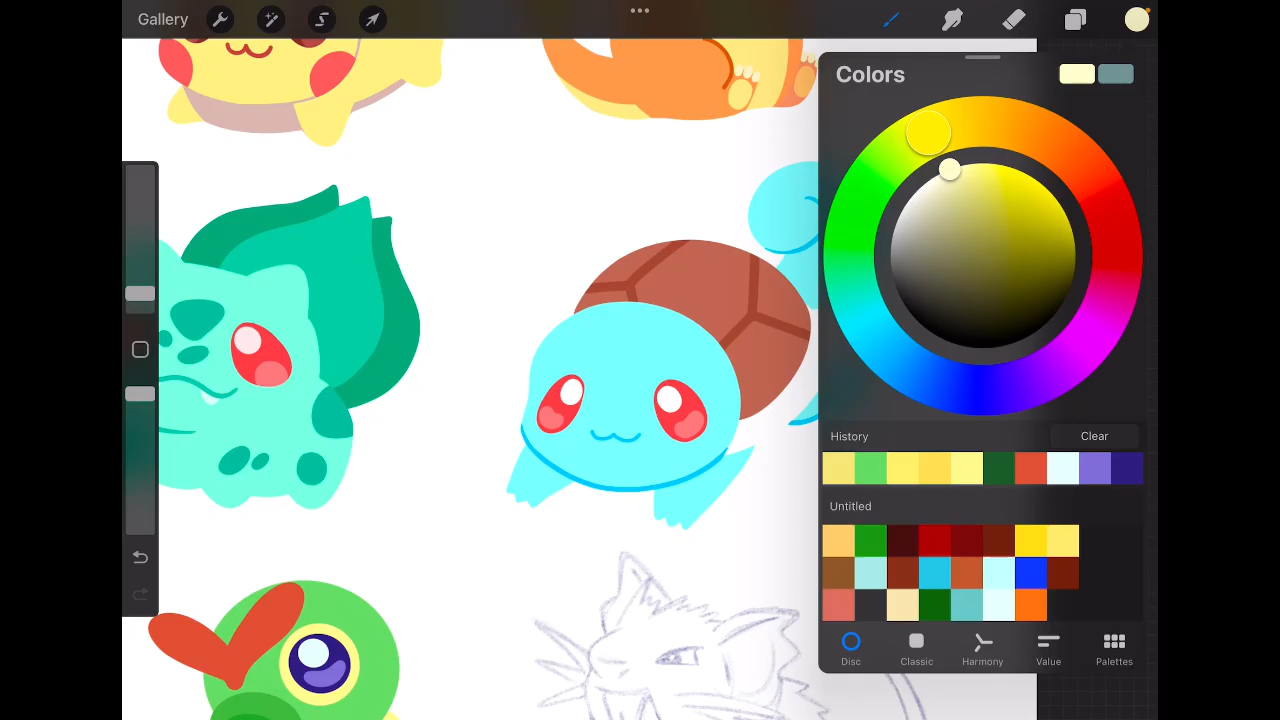 Gallery
Colors
History
Clear
Untitled
Disc
Classic
Harmony
Value
Palettes